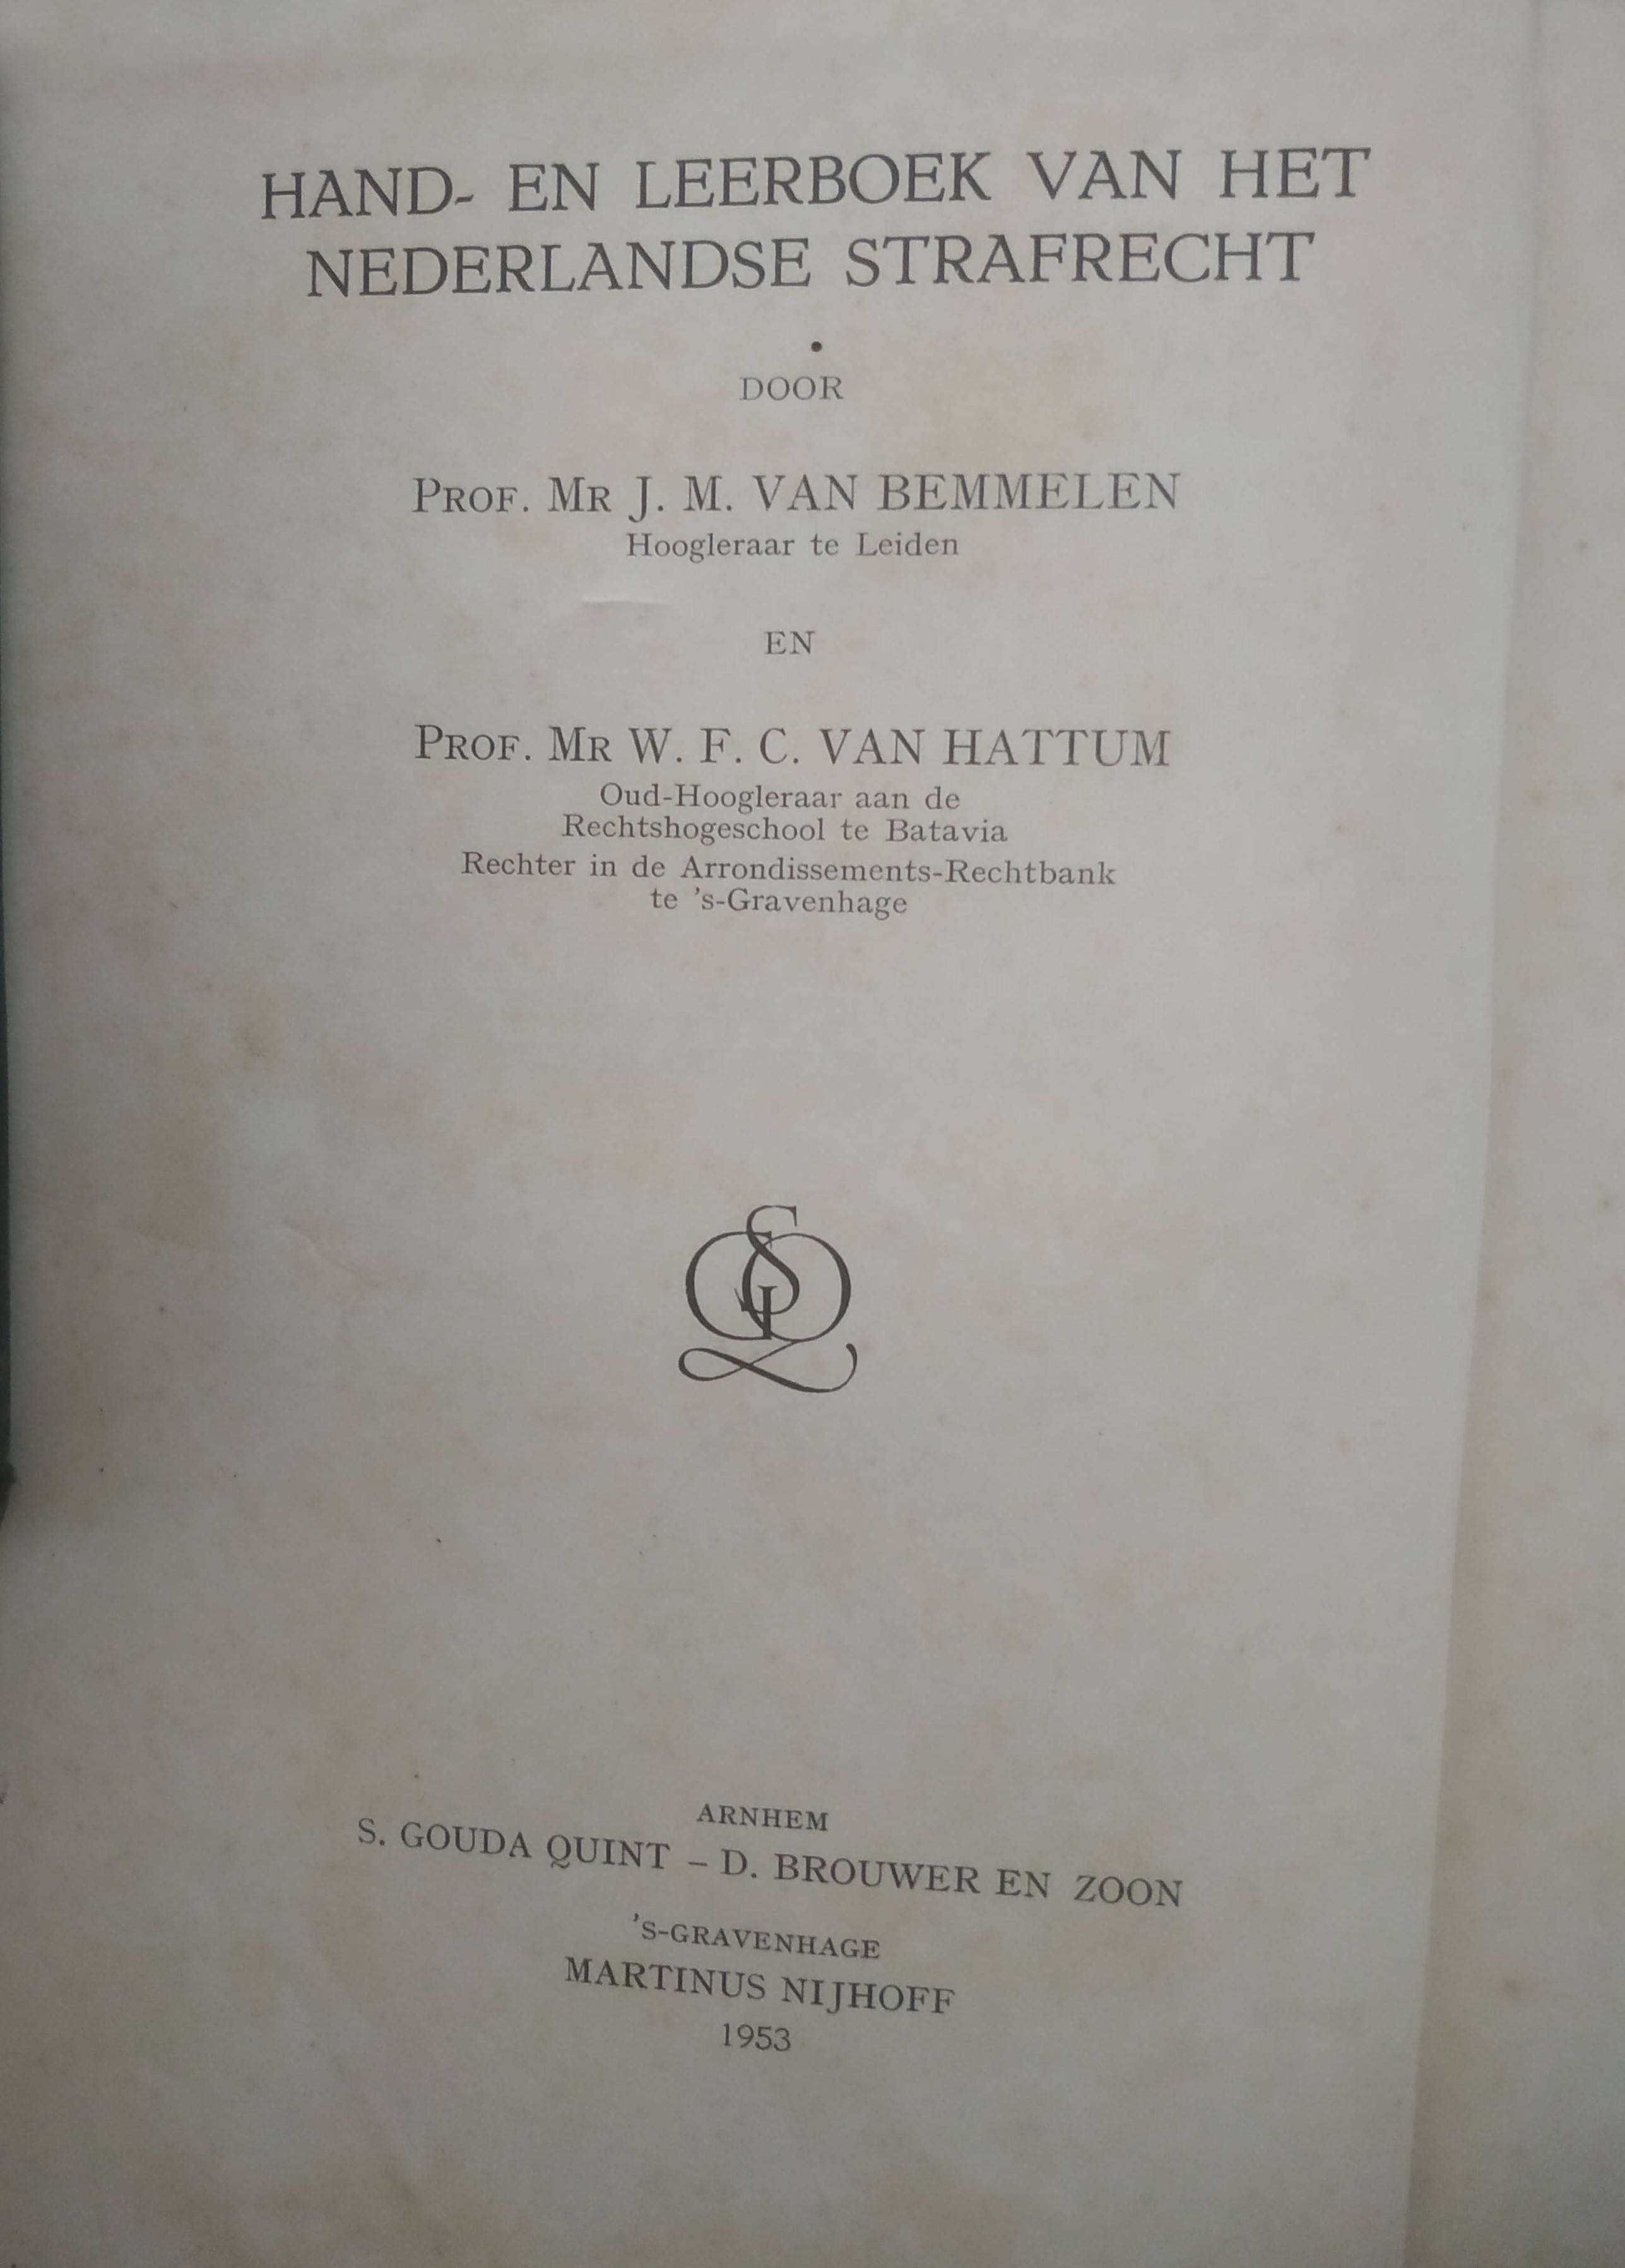 HAND- EN LEERBOEK VAN HET
NEDERLANDSE STRAFRECHT
DOOR
PROF. MR J. M. VAN BEMMELEN
Hoogleraar te Leiden
EN
PROF. MR W. F. C. VAN HATTUM
Oud-Hoogleraar aan de
Rechtshogeschool te Batavia
Rechter in de Arrondissements-Rechtbank
te 's-Gravenhage
ARNHEM
S. GOUDA QUINT – D. BROUWER EN ZOON
'S-GRAVENHAGE
MARTINUS NIJHOFF
1953